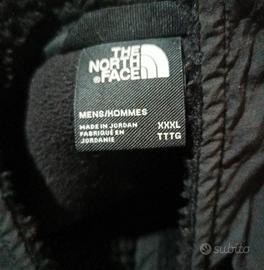 THE
NORTH
FACE
MENS/HOMMES
MADE IN JORDAN XXXL
FABRIQUÉ EN TTTG
JORDANIE
subito